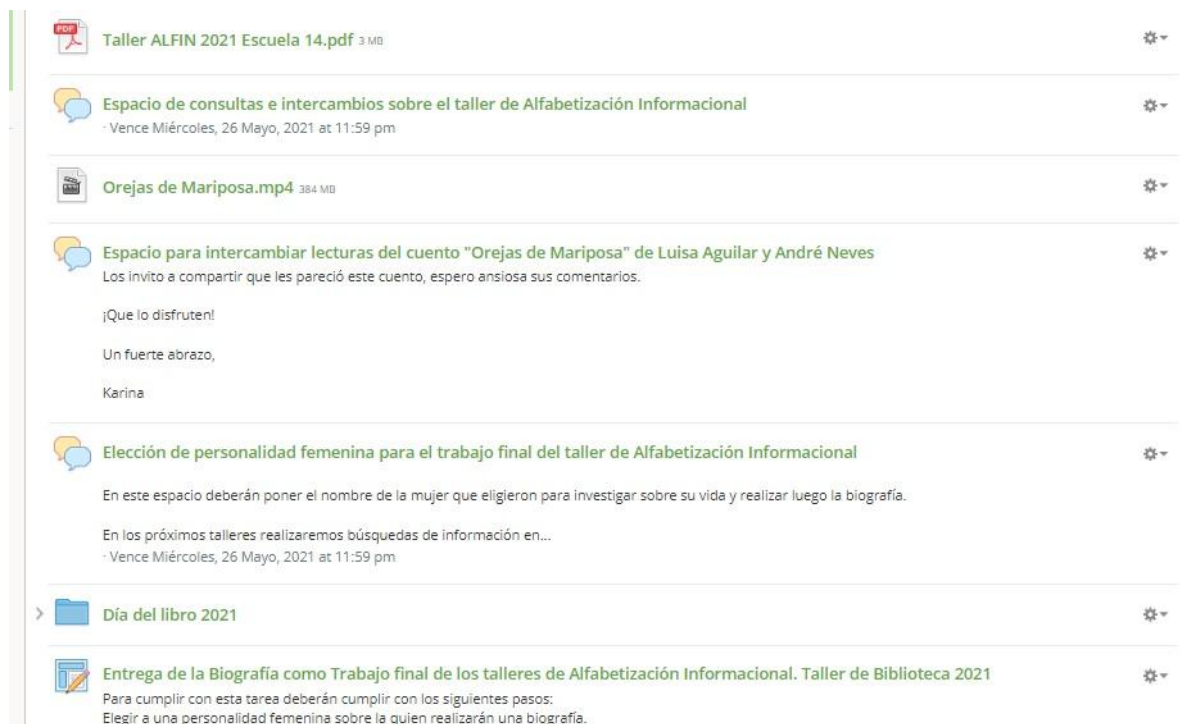 PDF
Taller ALFIN 2021 Escuela 14.pdf 3 MB
Espacio de consultas e intercambios sobre el taller de Alfabetización Informacional
· Vence Miércoles, 26 Mayo, 2021 at 11:59 pm
Orejas de Mariposa.mp4 384 MB
Espacio para intercambiar lecturas del cuento "Orejas de Mariposa" de Luisa Aguilar y André Neves
Los invito a compartir que les pareció este cuento, espero ansiosa sus comentarios.
¡Que lo disfruten!
Un fuerte abrazo,
Karina
Elección de personalidad femenina para el trabajo final del taller de Alfabetización Informacional
En este espacio deberán poner el nombre de la mujer que eligieron para investigar sobre su vida y realizar luego la biografía.
En los próximos talleres realizaremos búsquedas de información en...
· Vence Miércoles, 26 Mayo, 2021 at 11:59 pm
Día del libro 2021
Entrega de la Biografía como Trabajo final de los talleres de Alfabetización Informacional. Taller de Biblioteca 2021
Para cumplir con esta tarea deberán cumplir con los siguientes pasos:
Elegir a una personalidad femenina sobre la quien realizarán una biografía.